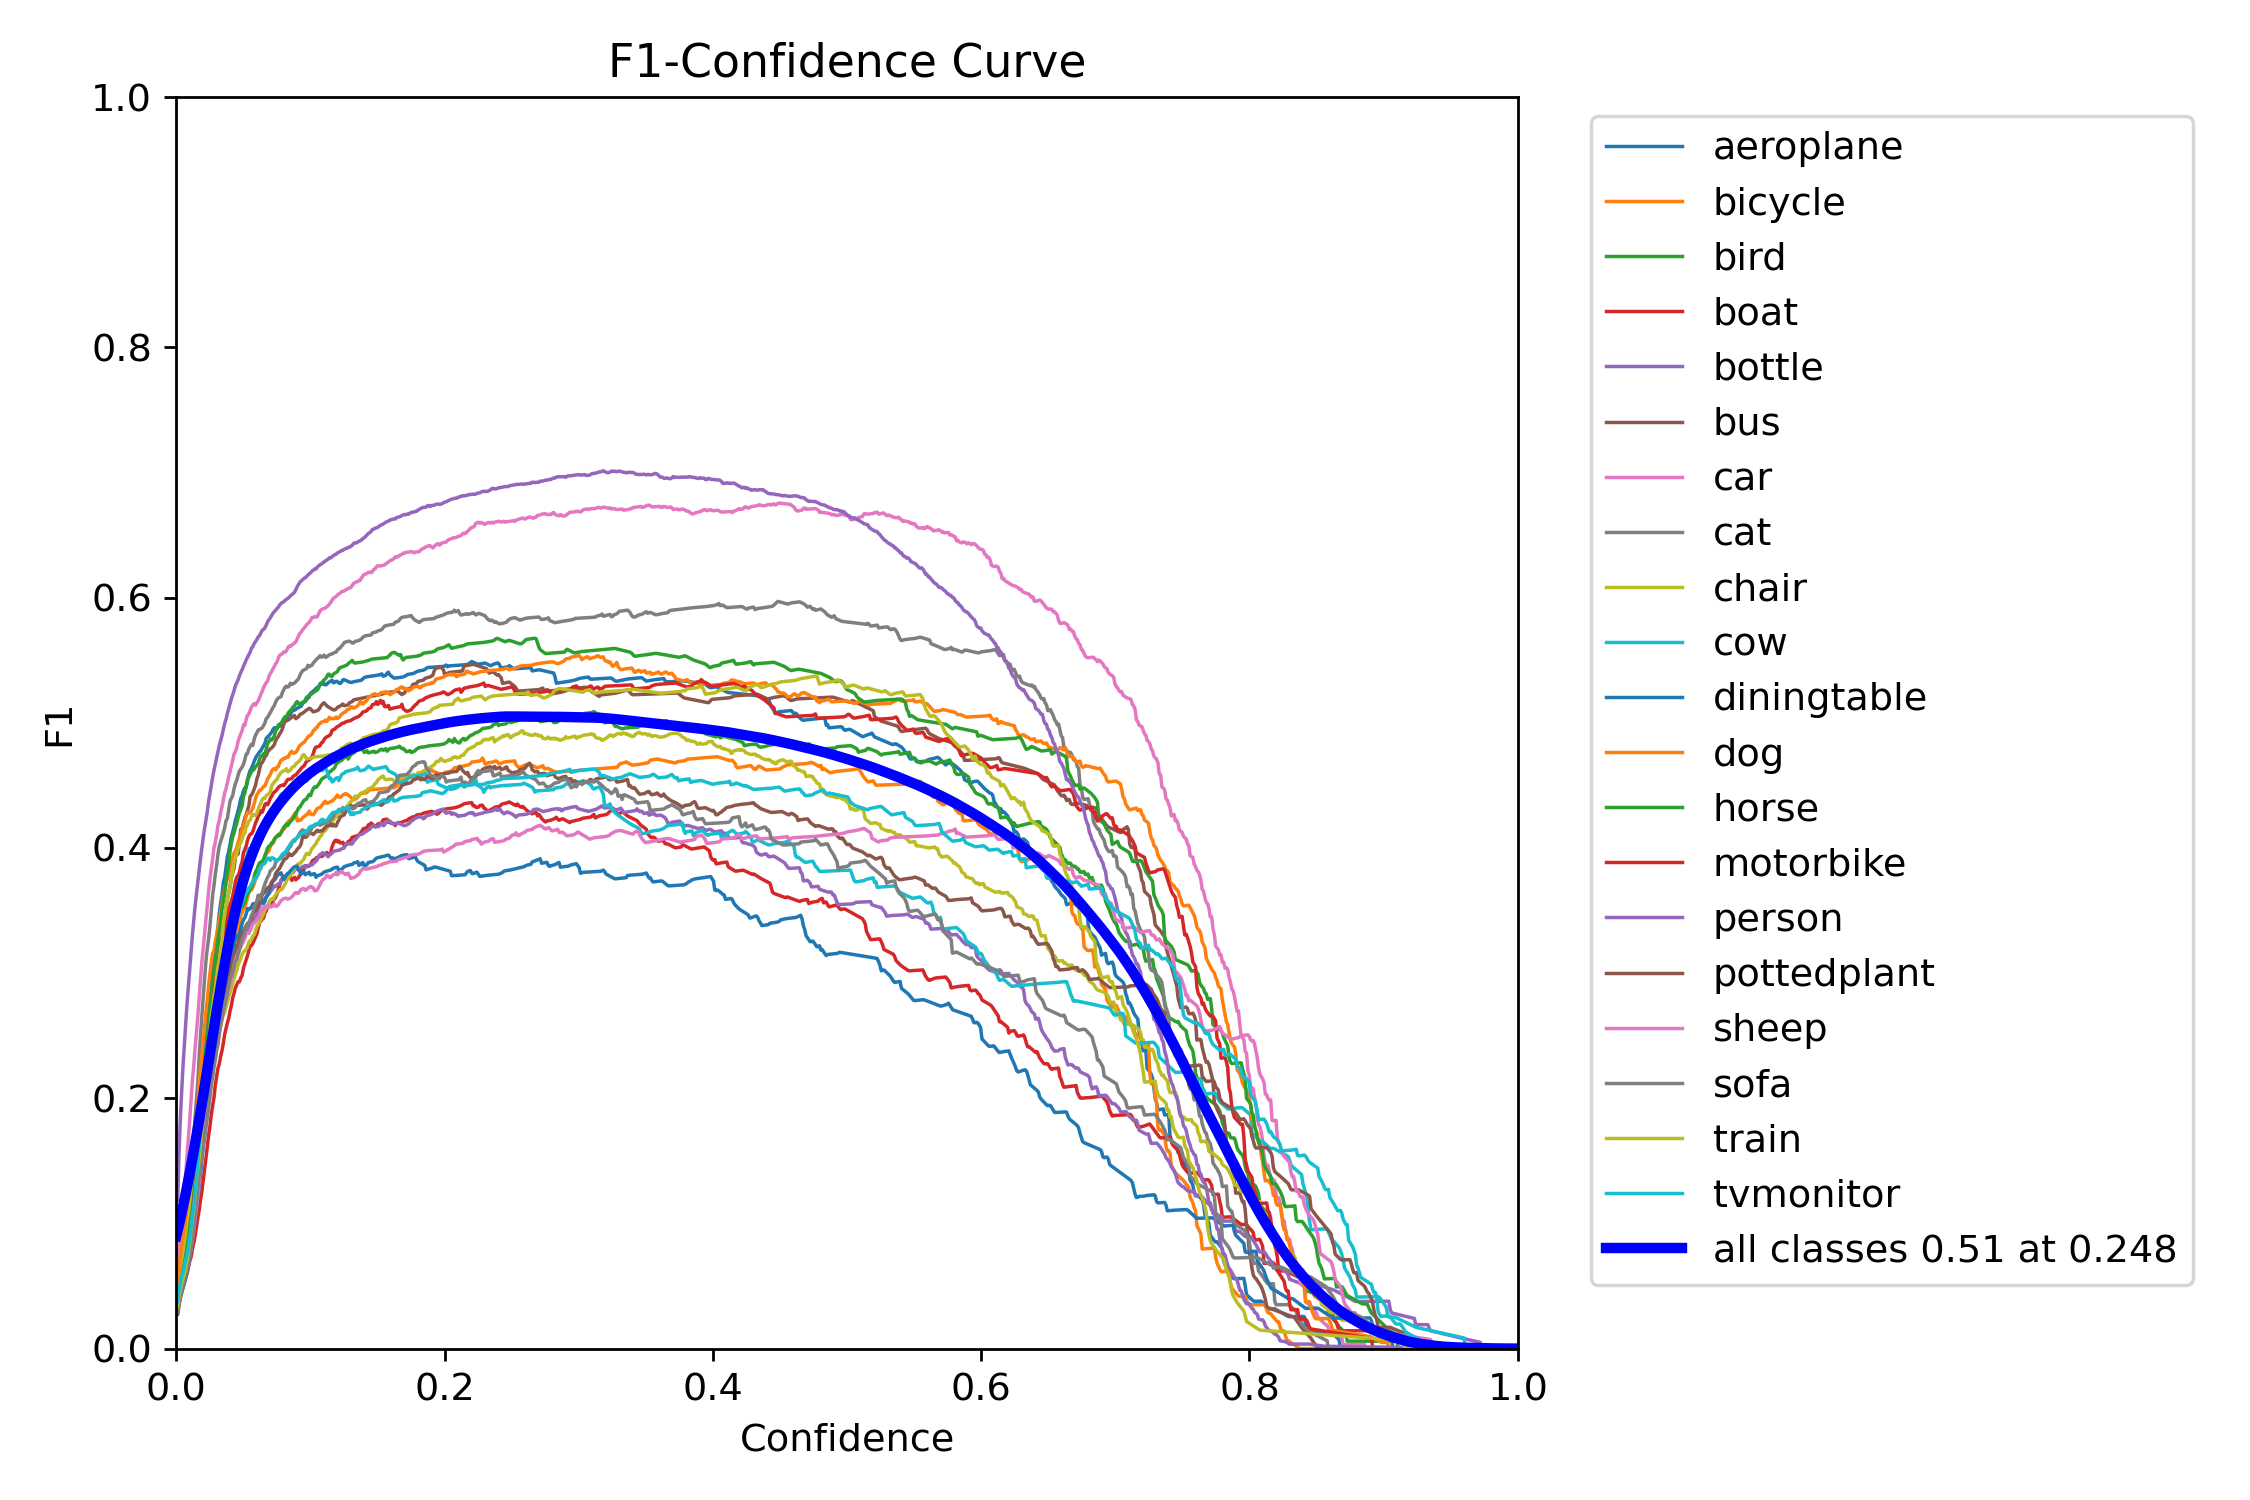 F1-Confidence Curve
1.0
0.8
0.6
0.4
0.2
0.0
F1
0.0 0.2 0.4 0.6 0.8 1.0
Confidence
aeroplane
bicycle
bird
boat
bottle
bus
car
cat
chair
cow
diningtable
dog
horse
motorbike
person
pottedplant
sheep
sofa
train
tvmonitor
all classes 0.51 at 0.248